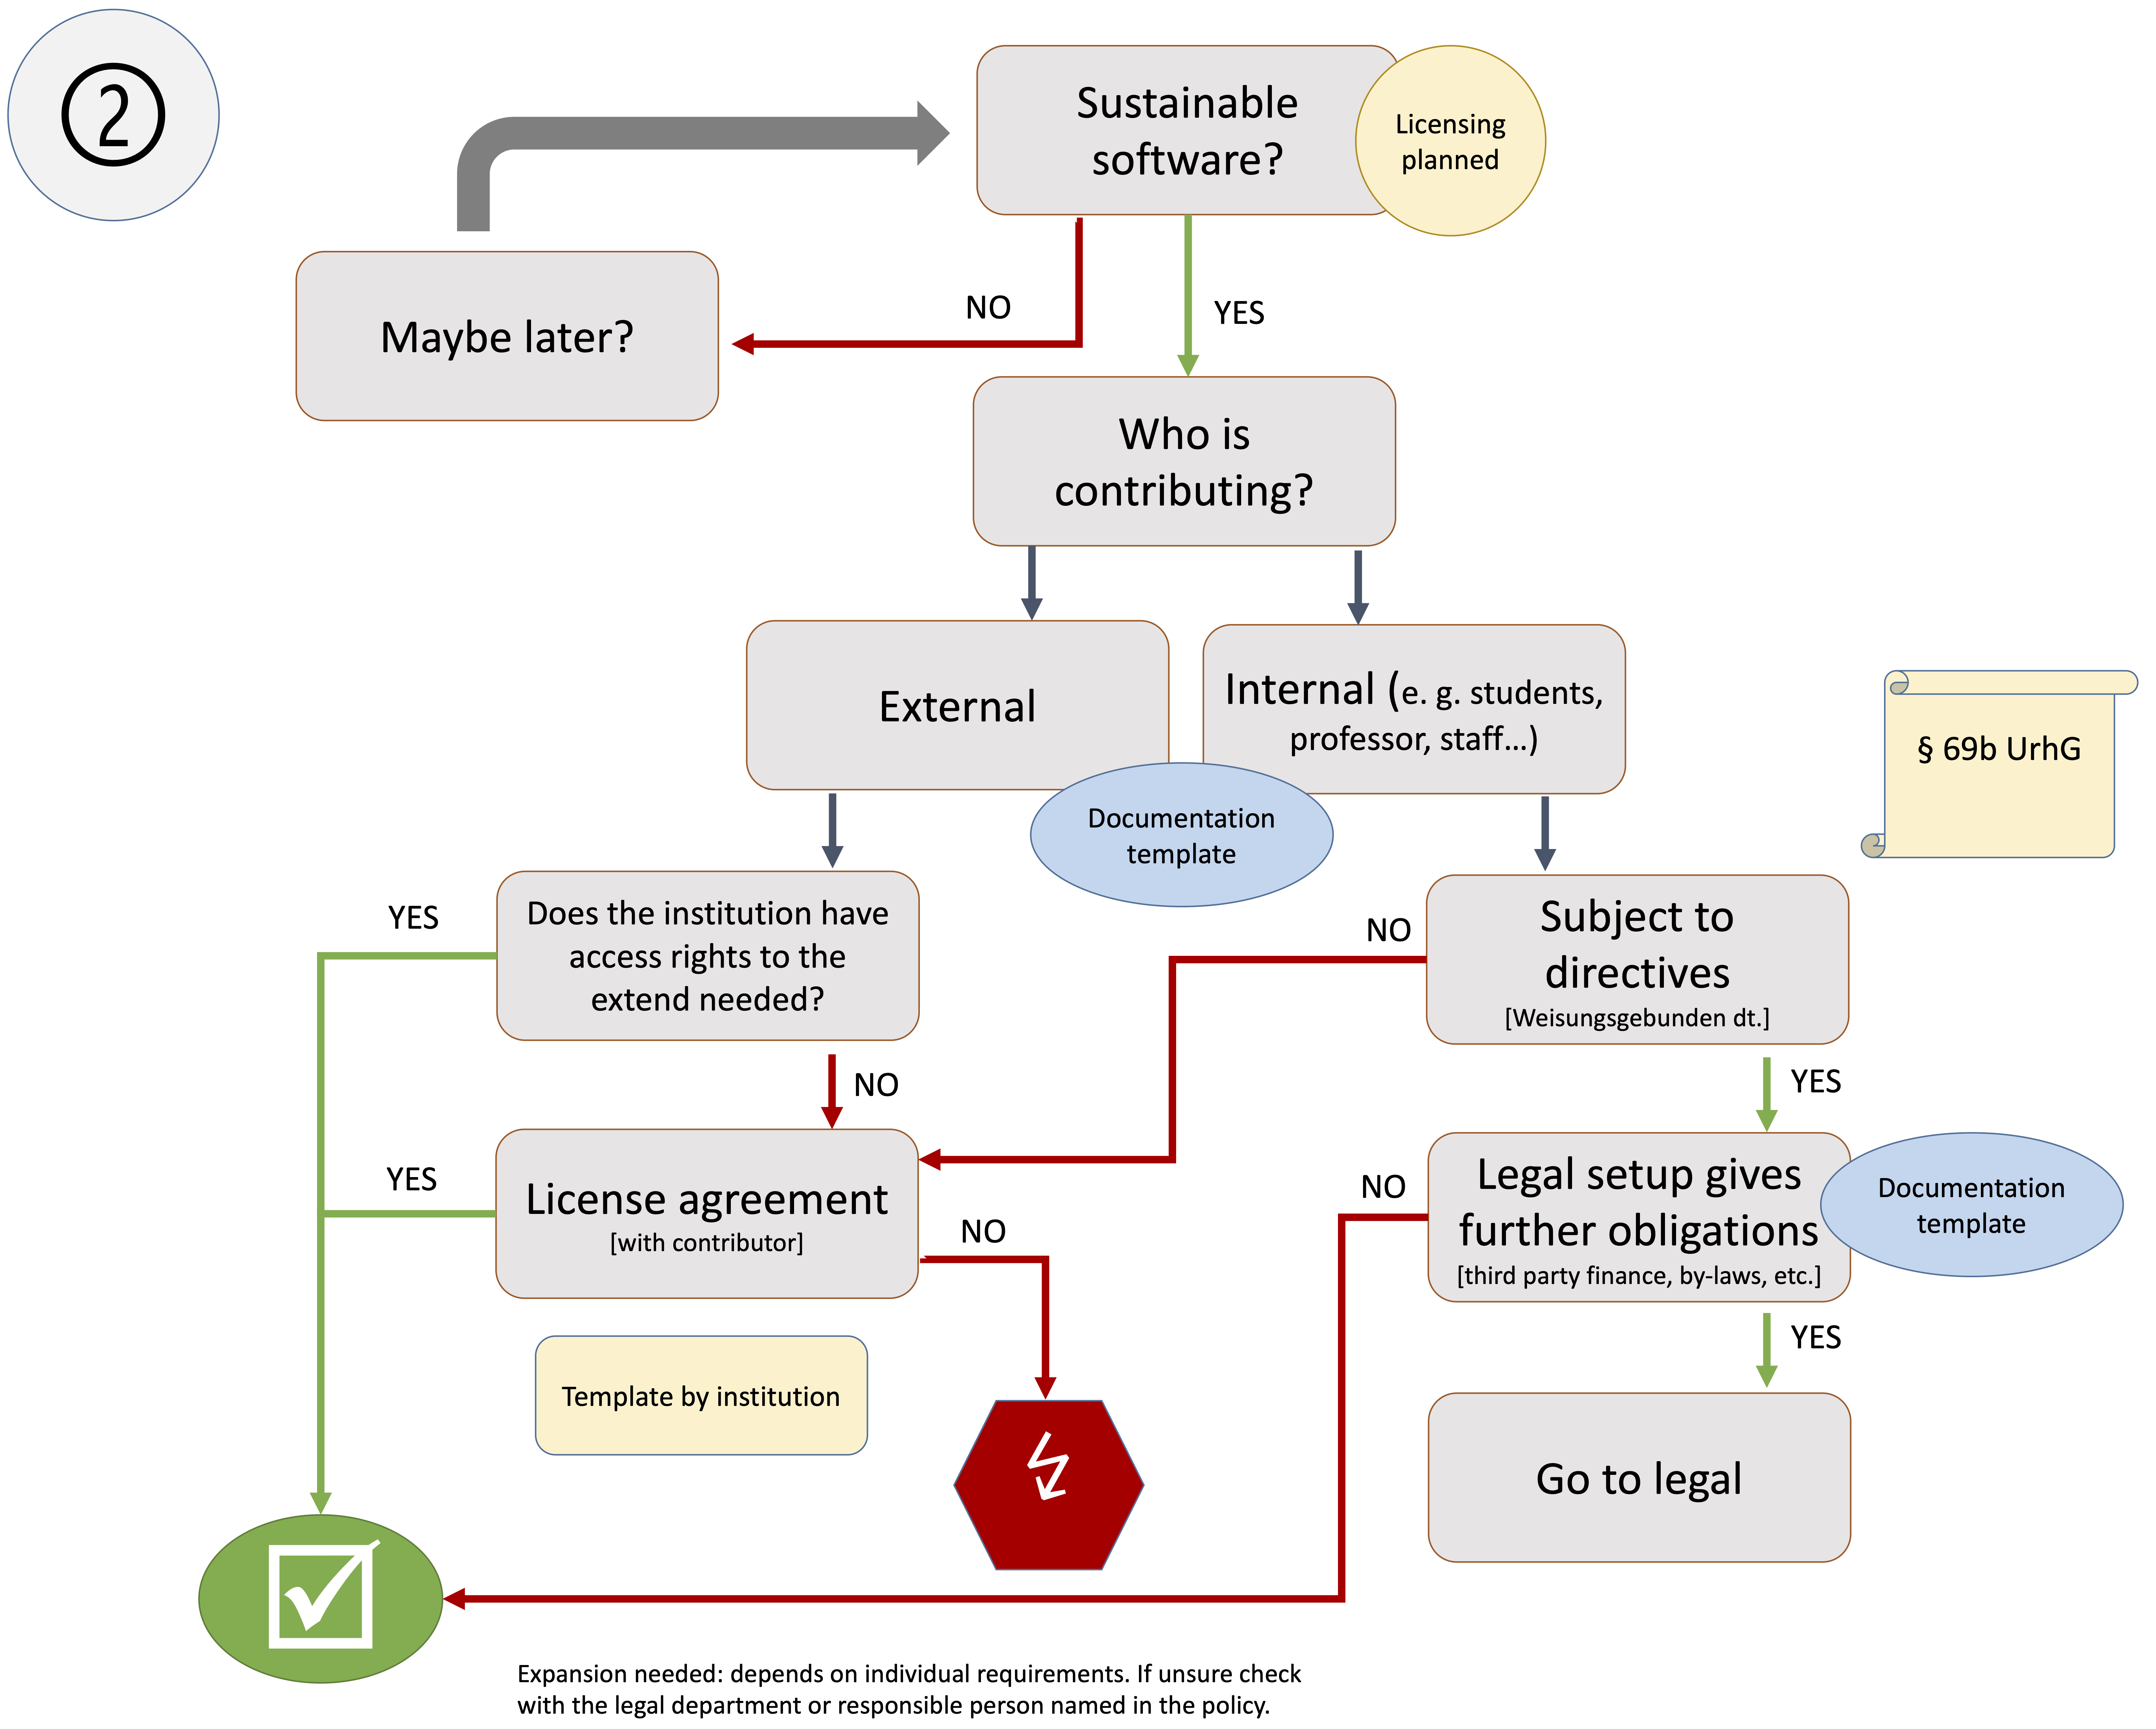 ②
Sustainable
software?
Licensing
planned
Maybe later?
NO
YES
Who is
contributing?
External
Internal (e. g. students,
professor, staff...)
§ 69b UrhG
Documentation
template
YES
Does the institution have
access rights to the
extend needed?
NO
Subject to
directives
[Weisungsgebunden dt.]
NO
YES
YES
License agreement
[with contributor]
NO
NO
Legal setup gives
further obligations
[third party finance, by-laws, etc.]
Documentation
template
YES
Template by institution
Go to legal
Expansion needed: depends on individual requirements. If unsure check
with the legal department or responsible person named in the policy.